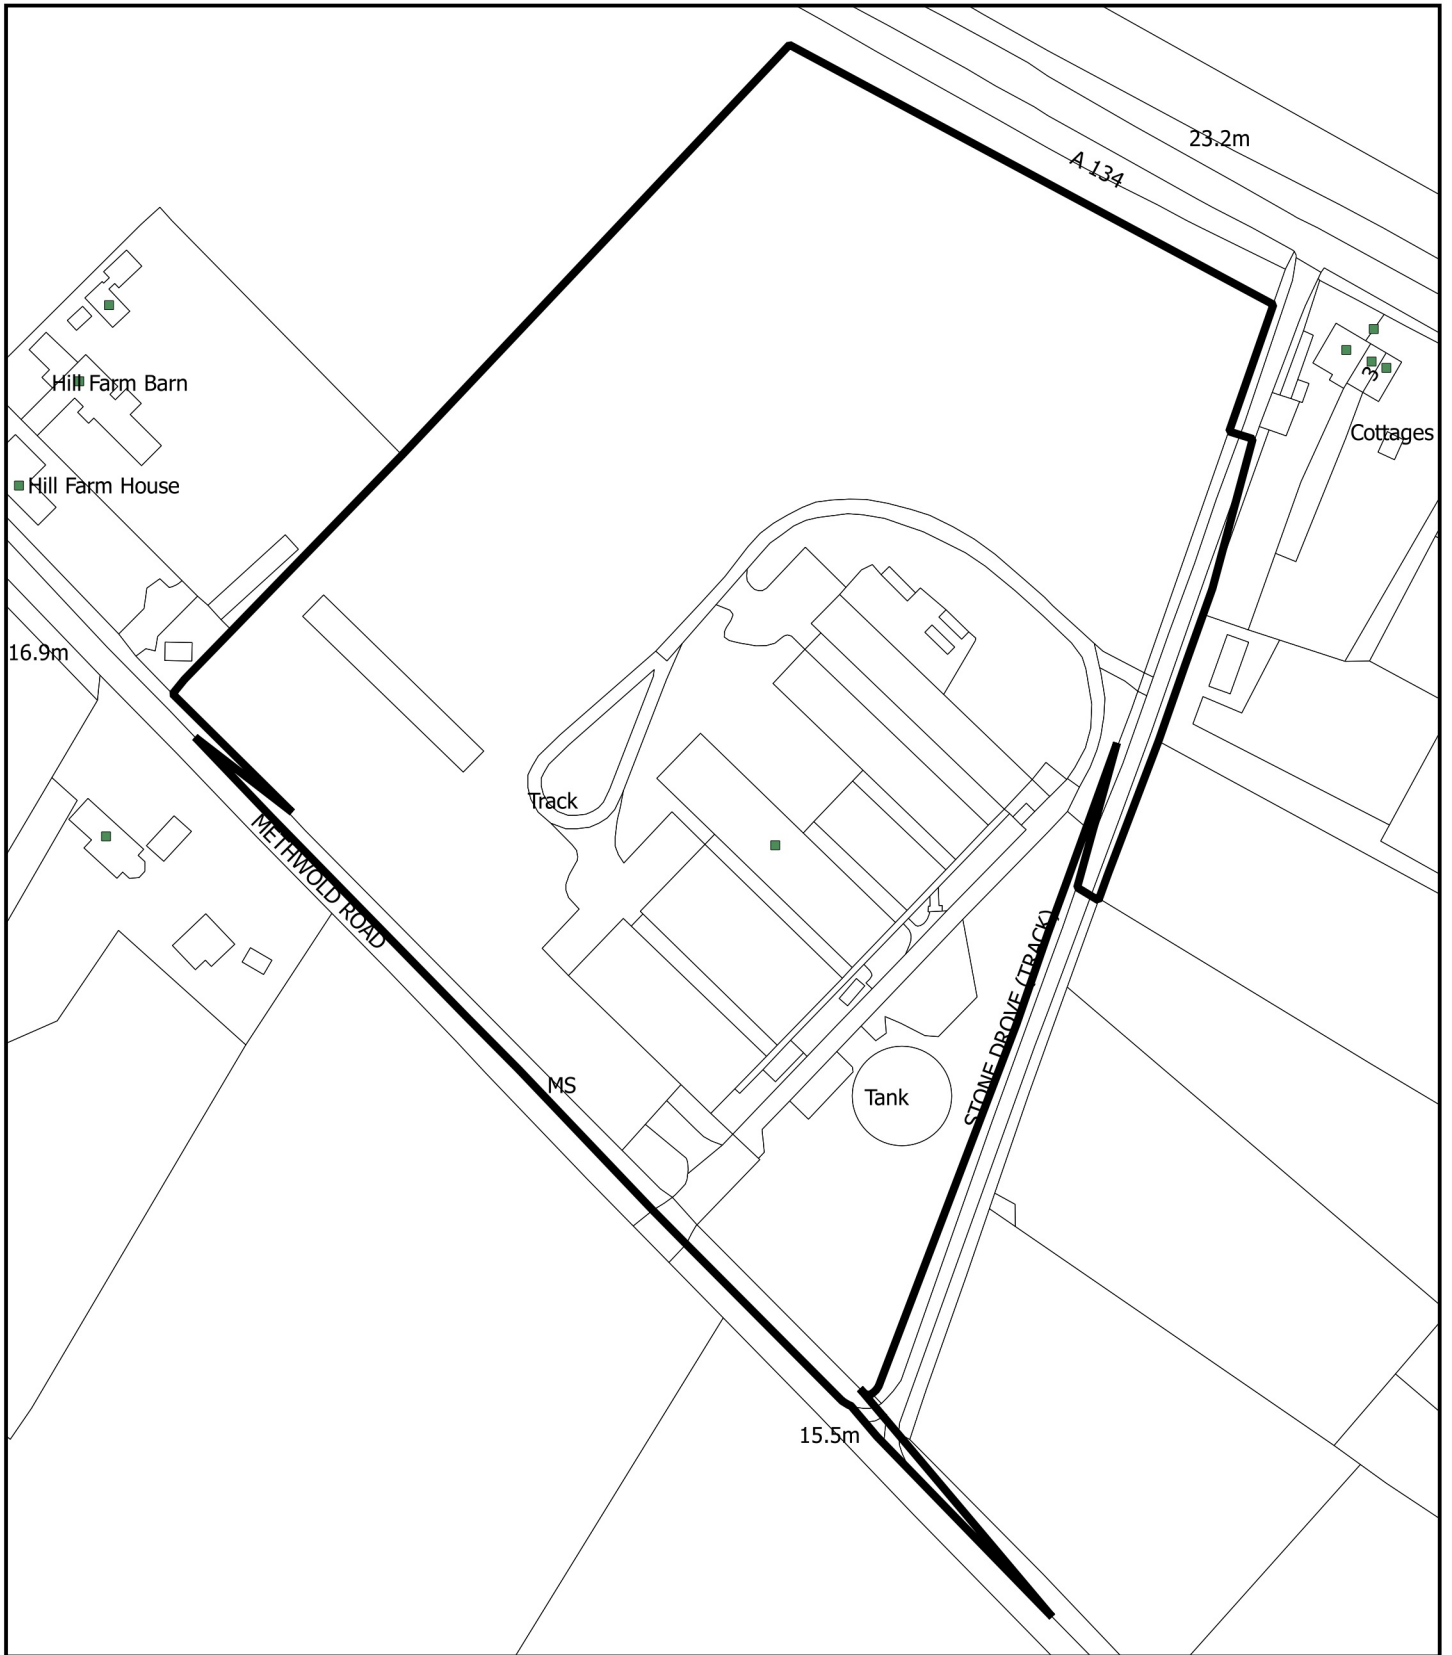 23.2m
A 134
Hill Farm Barn
3
Cottages
Hill Farm House
16.9m
Track
METHWOLD ROAD
STONE DROVE (TRACK)
MS
Tank
15.5m